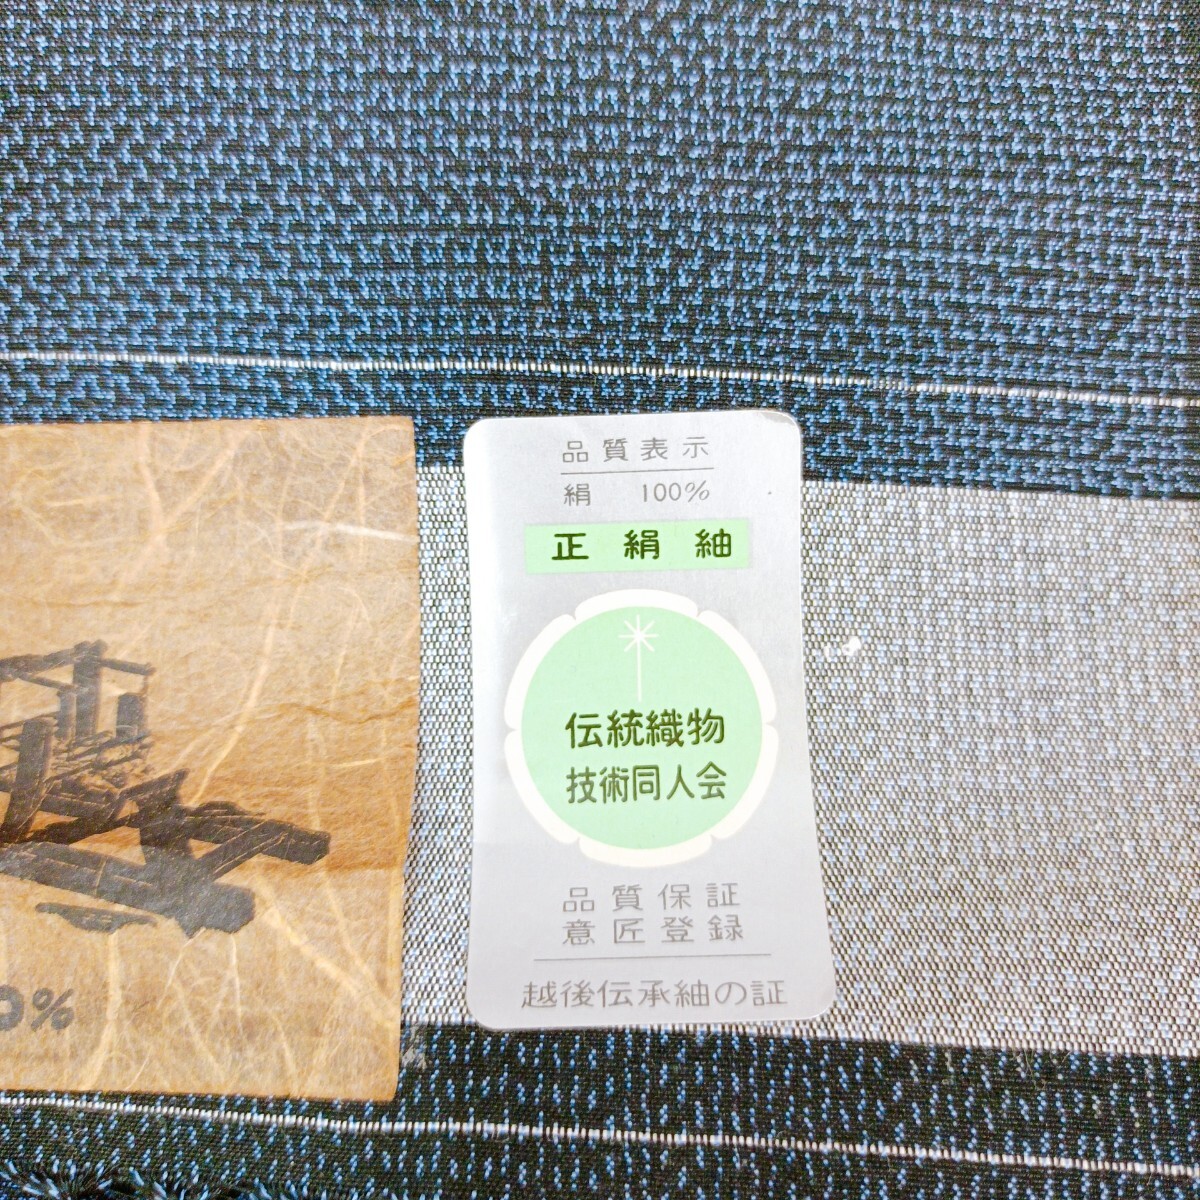 品質表示
絹 100%
正絹紬
伝統織物
技術同人会
品質保証
意匠登録
越後伝承紬の証
0%